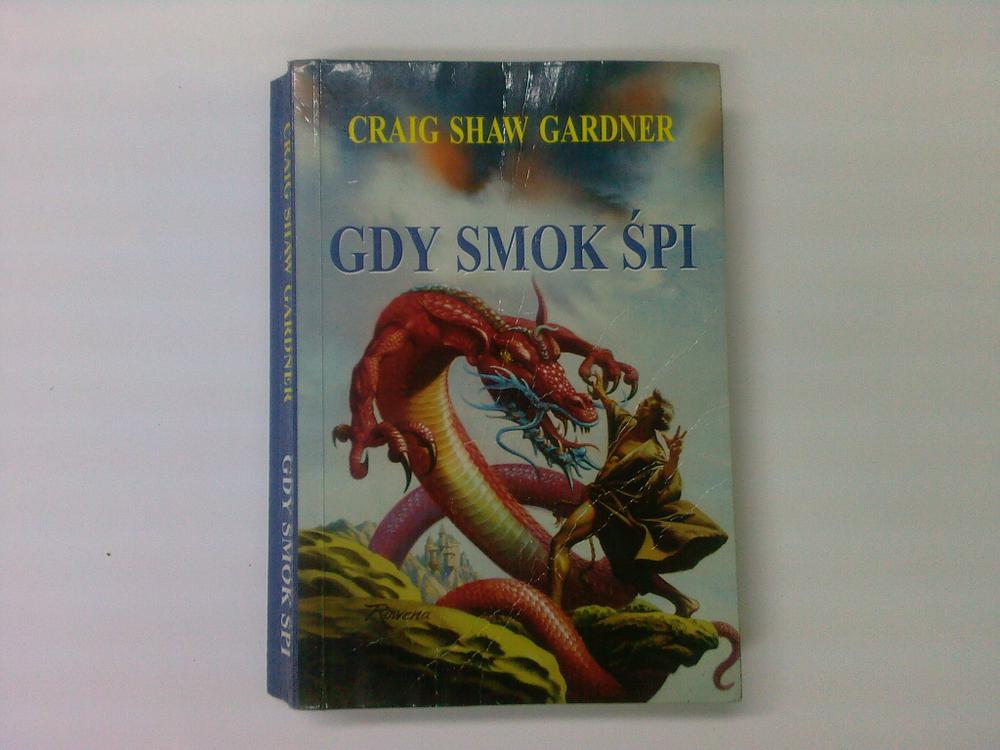 CRAIG SHAW GARDNER
GDY SMOK ŚPI
Rowena
CRAIG SHAW GARDNER GDY SMOK ŚPI